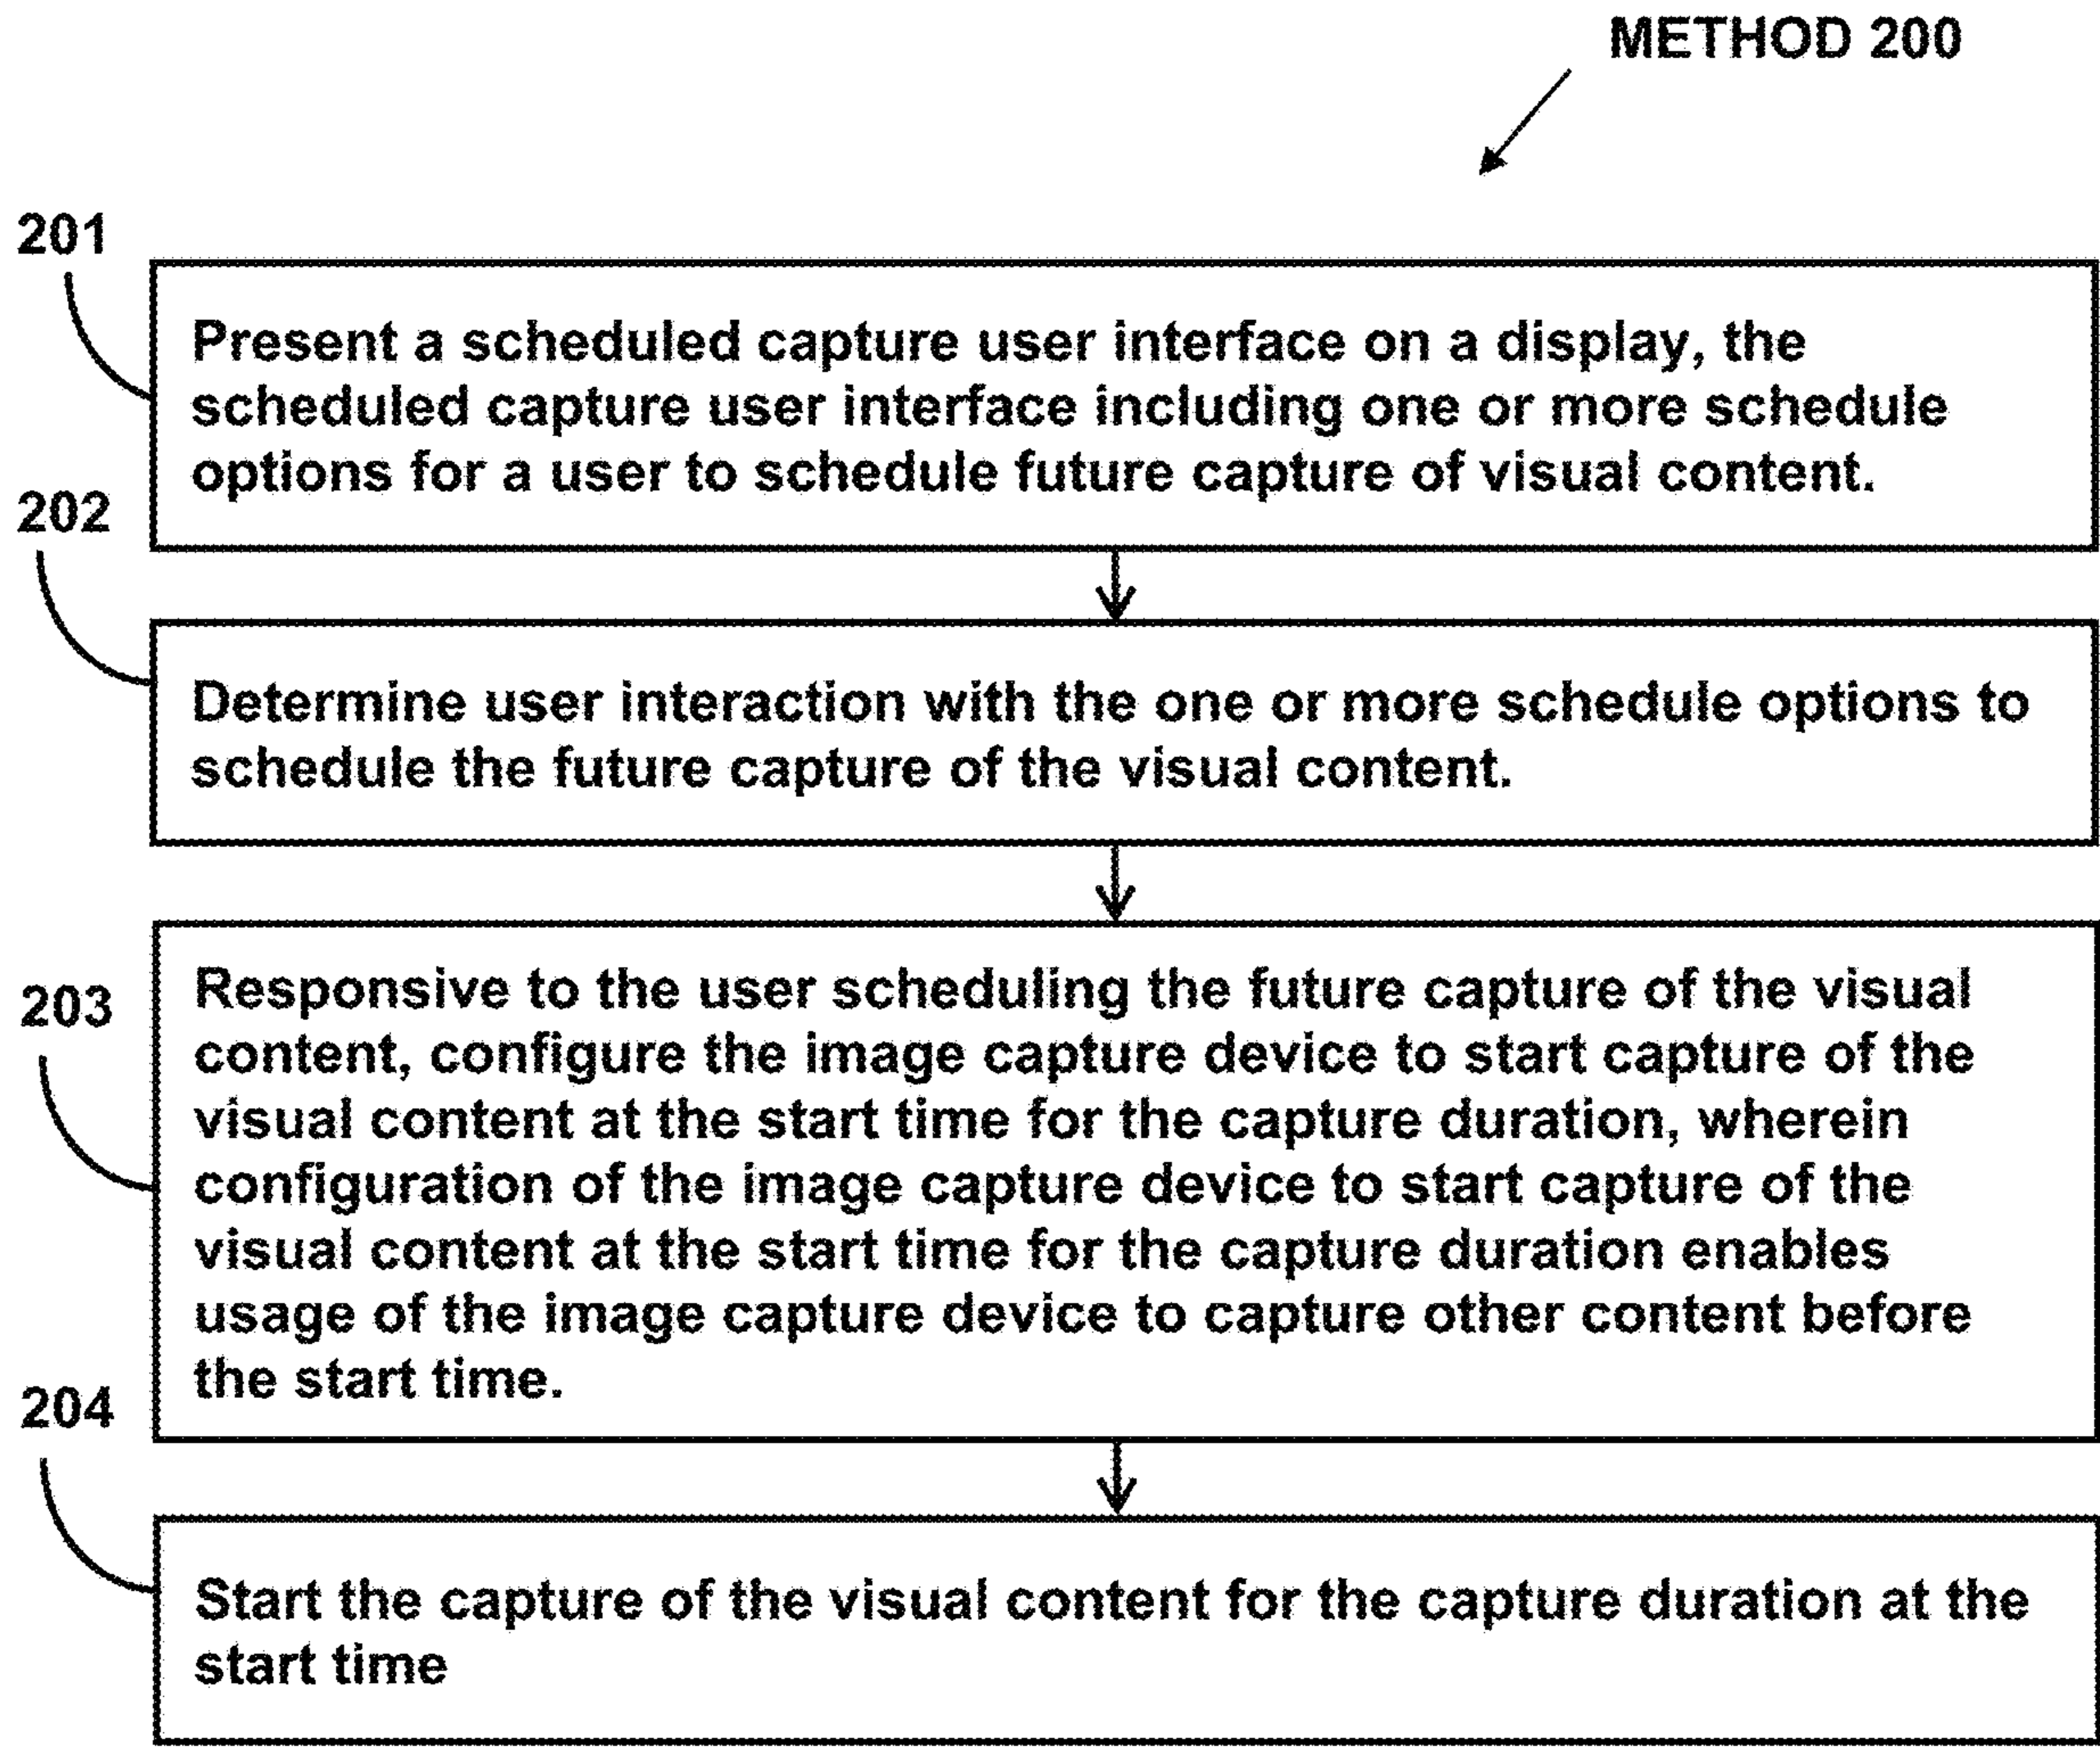 METHOD 200
201
Present a scheduled capture user interface on a display, the
scheduled capture user interface including one or more schedule
options for a user to schedule future capture of visual content.
202
Determine user interaction with the one or more schedule options to
schedule the future capture of the visual content.
203
Responsive to the user scheduling the future capture of the visual
content, configure the image capture device to start capture of the
visual content at the start time for the capture duration, wherein
configuration of the image capture device to start capture of the
visual content at the start time for the capture duration enables
usage of the image capture device to capture other content before
the start time.
204
Start the capture of the visual content for the capture duration at the
start time